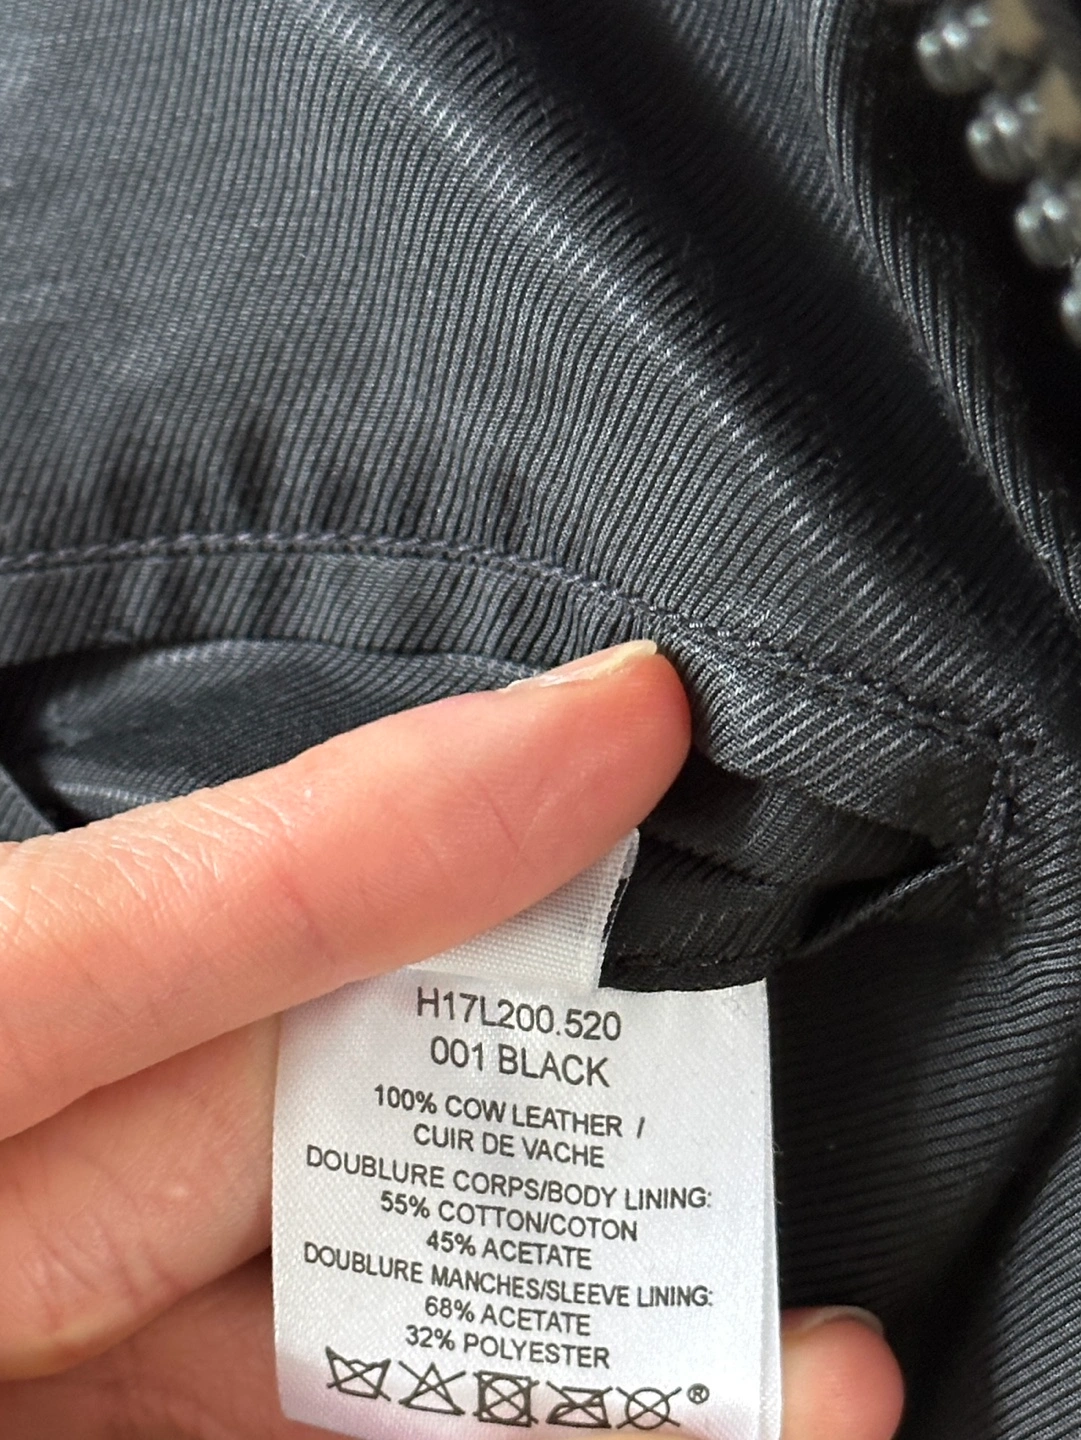 H17L200.520
001 BLACK
100% COW LEATHER /
CUIR DE VACHE
DOUBLURE CORPS/BODY LINING:
55% COTTON/COTON
45% ACETATE
DOUBLURE MANCHES/SLEEVE LINING:
68% ACETATE
32% POLYESTER
®